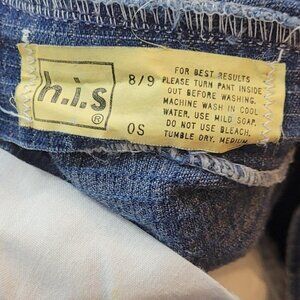 h.i.s
®
8/9
OS
FOR BEST RESULTS
PLEASE TURN PANT INSIDE
OUT BEFORE WASHING.
MACHINE WASH IN COOL
WATER, USE MILD SOAP.
DO NOT USE BLEACH.
TUMBLE DRY, MEDIUM